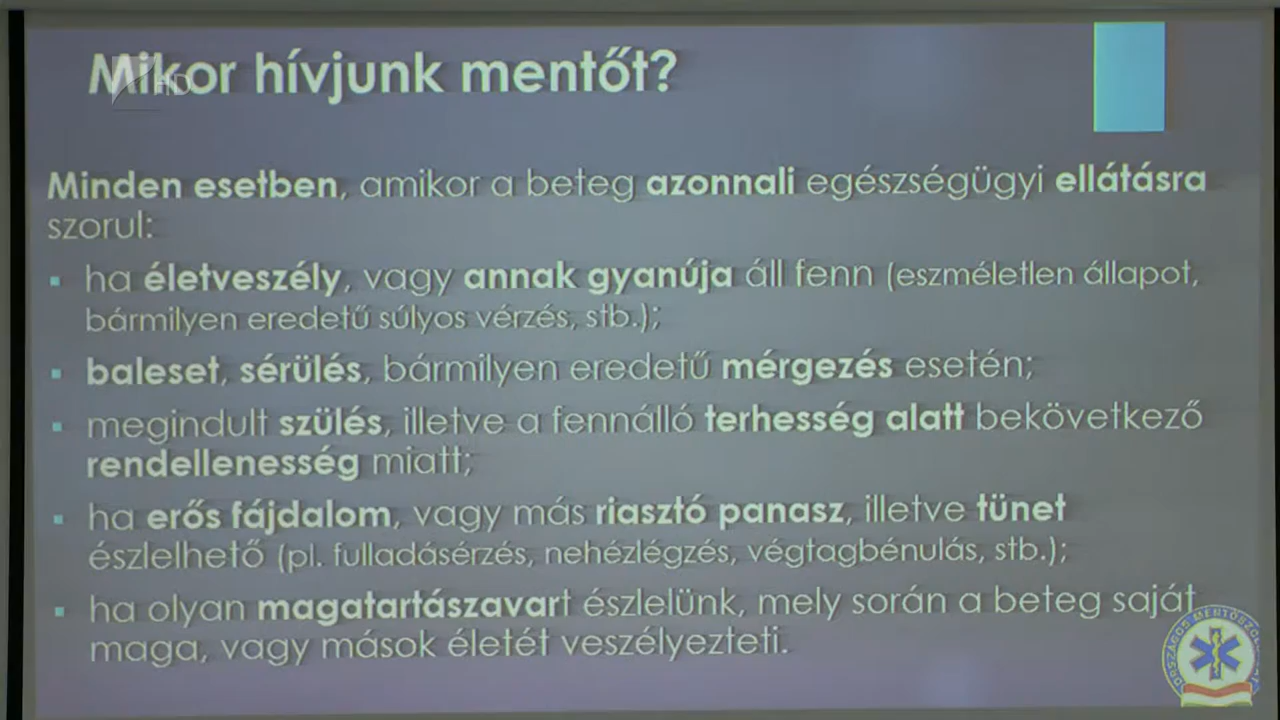 Mikor hívjunk mentőt?
HD
Minden esetben, amikor a beteg azonnali egészségügyi ellátásra
szorul:
▪ ha életveszély, vagy annak gyanúja áll fenn (eszméletlen állapot,
bármilyen eredetű súlyos vérzés, stb.);
▪ baleset, sérülés, bármilyen eredetű mérgezés esetén;
▪ megindult szülés, illetve a fennálló terhesség alatt bekövetkező
rendellenesség miatt;
▪ ha erős fájdalom, vagy más riasztó panasz, illetve tünet
észlelhető (pl. fulladásérzés, nehézlégzés, végtagbénulás, stb.);
▪ ha olyan magatartászavart észlelünk, mely során a beteg saját
maga, vagy mások életét veszélyezteti.
ORSZÁGOS MENTŐSZOLGÁLAT